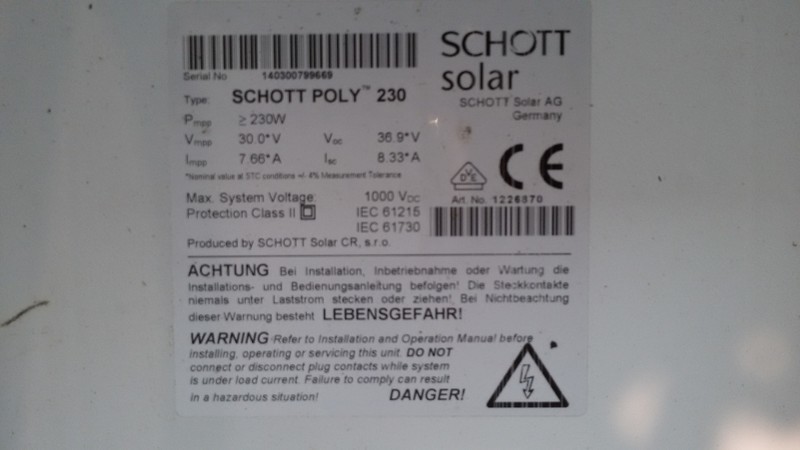 SCHOTT
solar
SCHOTT Solar AG
Germany
Serial No 140300799669
Type: SCHOTT POLY™ 230
Pmpp ≥ 230W
Vmpp 30.0*V Voc 36.9*V
Impp 7.66*A Isc 8.33*A
*Nominal value at STC conditions +/- 4% Measurement Tolerance
Max. System Voltage: 1000 VDC
Protection Class II IEC 61215
IEC 61730
Produced by SCHOTT Solar CR, s.r.o.
DVE
CE
Art. No. 1226870
ACHTUNG Bei Installation, Inbetriebnahme oder Wartung die
Installations- und Bedienungsanleitung befolgen! Die Steckkontakte
niemals unter Laststrom stecken oder ziehen! Bei Nichtbeachtung
dieser Warnung besteht LEBENSGEFAHR!
WARNING Refer to Installation and Operation Manual before
installing, operating or servicing this unit. DO NOT
connect or disconnect plug contacts while system
is under load current. Failure to comply can result
in a hazardous situation! DANGER!